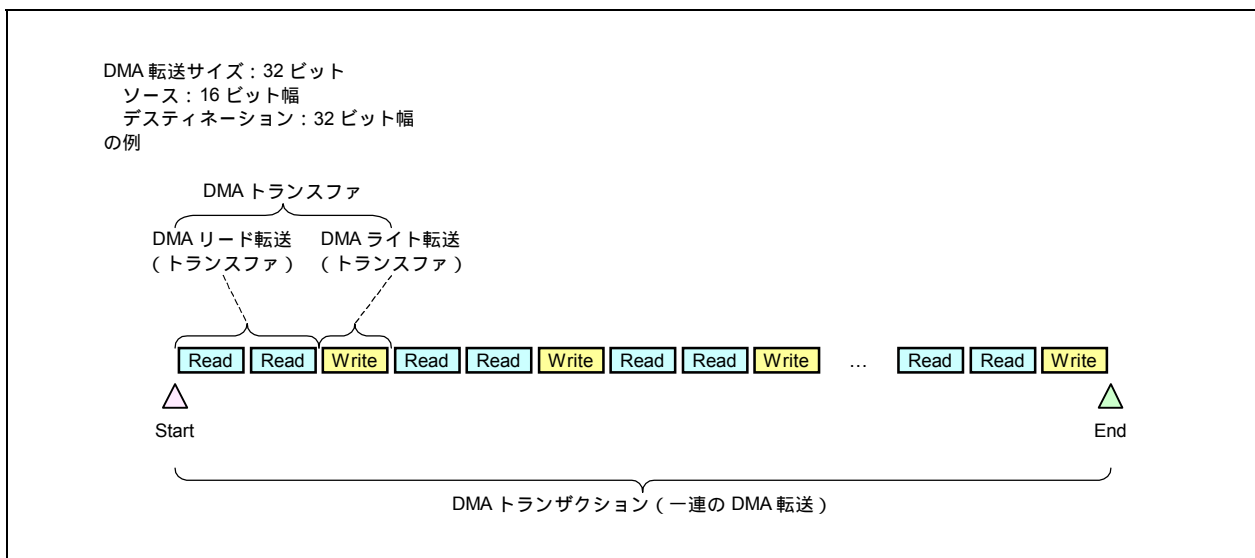 DMA 転送サイズ：32 ビット
ソース：16 ビット幅
デスティネーション：32 ビット幅
の例
DMA トランスファ
DMA リード転送 DMA ライト転送
（トランスファ） （トランスファ）
Read Read Write Read Read Write Read Read Write … Read Read Write
Start End
DMA トランザクション（一連の DMA 転送）